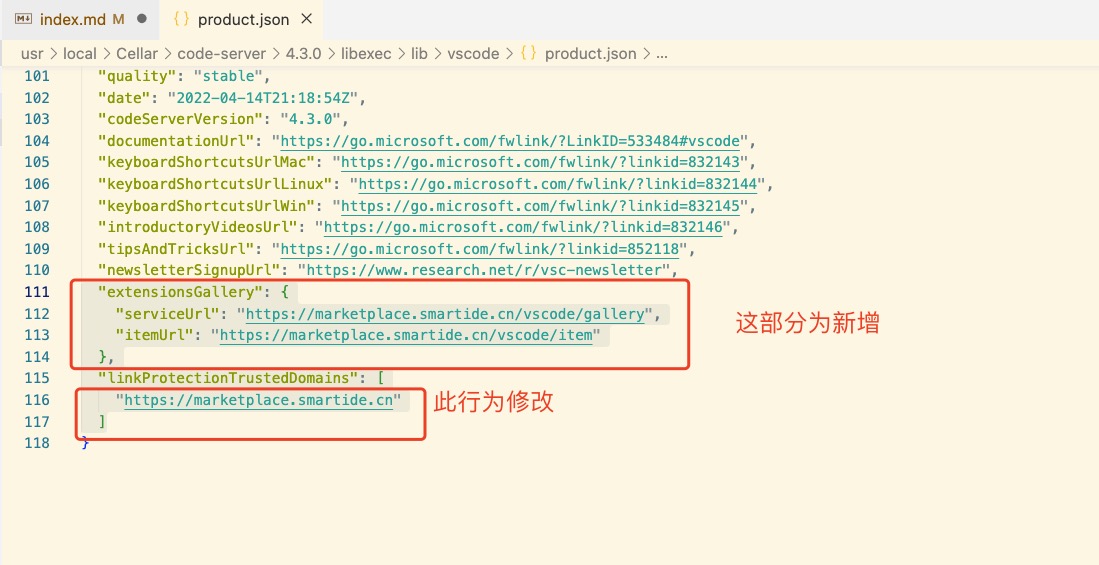 index.md M
product.json
usr > local > Cellar > code-server > 4.3.0 > libexec > lib > vscode > {} product.json > ...
101 "quality": "stable",
102 "date": "2022-04-14T21:18:54Z",
103 "codeServerVersion": "4.3.0",
104 "documentationUrl": "https://go.microsoft.com/fwlink/?LinkID=533484#vscode",
105 "keyboardShortcutsUrlMac": "https://go.microsoft.com/fwlink/?linkid=832143",
106 "keyboardShortcutsUrlLinux": "https://go.microsoft.com/fwlink/?linkid=832144",
107 "keyboardShortcutsUrlWin": "https://go.microsoft.com/fwlink/?linkid=832145",
108 "introductoryVideosUrl": "https://go.microsoft.com/fwlink/?linkid=832146",
109 "tipsAndTricksUrl": "https://go.microsoft.com/fwlink/?linkid=852118",
110 "newsletterSignupUrl": "https://www.research.net/r/vsc-newsletter",
111 "extensionsGallery": {
112 "serviceUrl": "https://marketplace.smartide.cn/vscode/gallery",
这部分为新增
113 "itemUrl": "https://marketplace.smartide.cn/vscode/item"
114 },
115 "linkProtectionTrustedDomains": [
116 "https://marketplace.smartide.cn"
此行为修改
117 ]
118 }